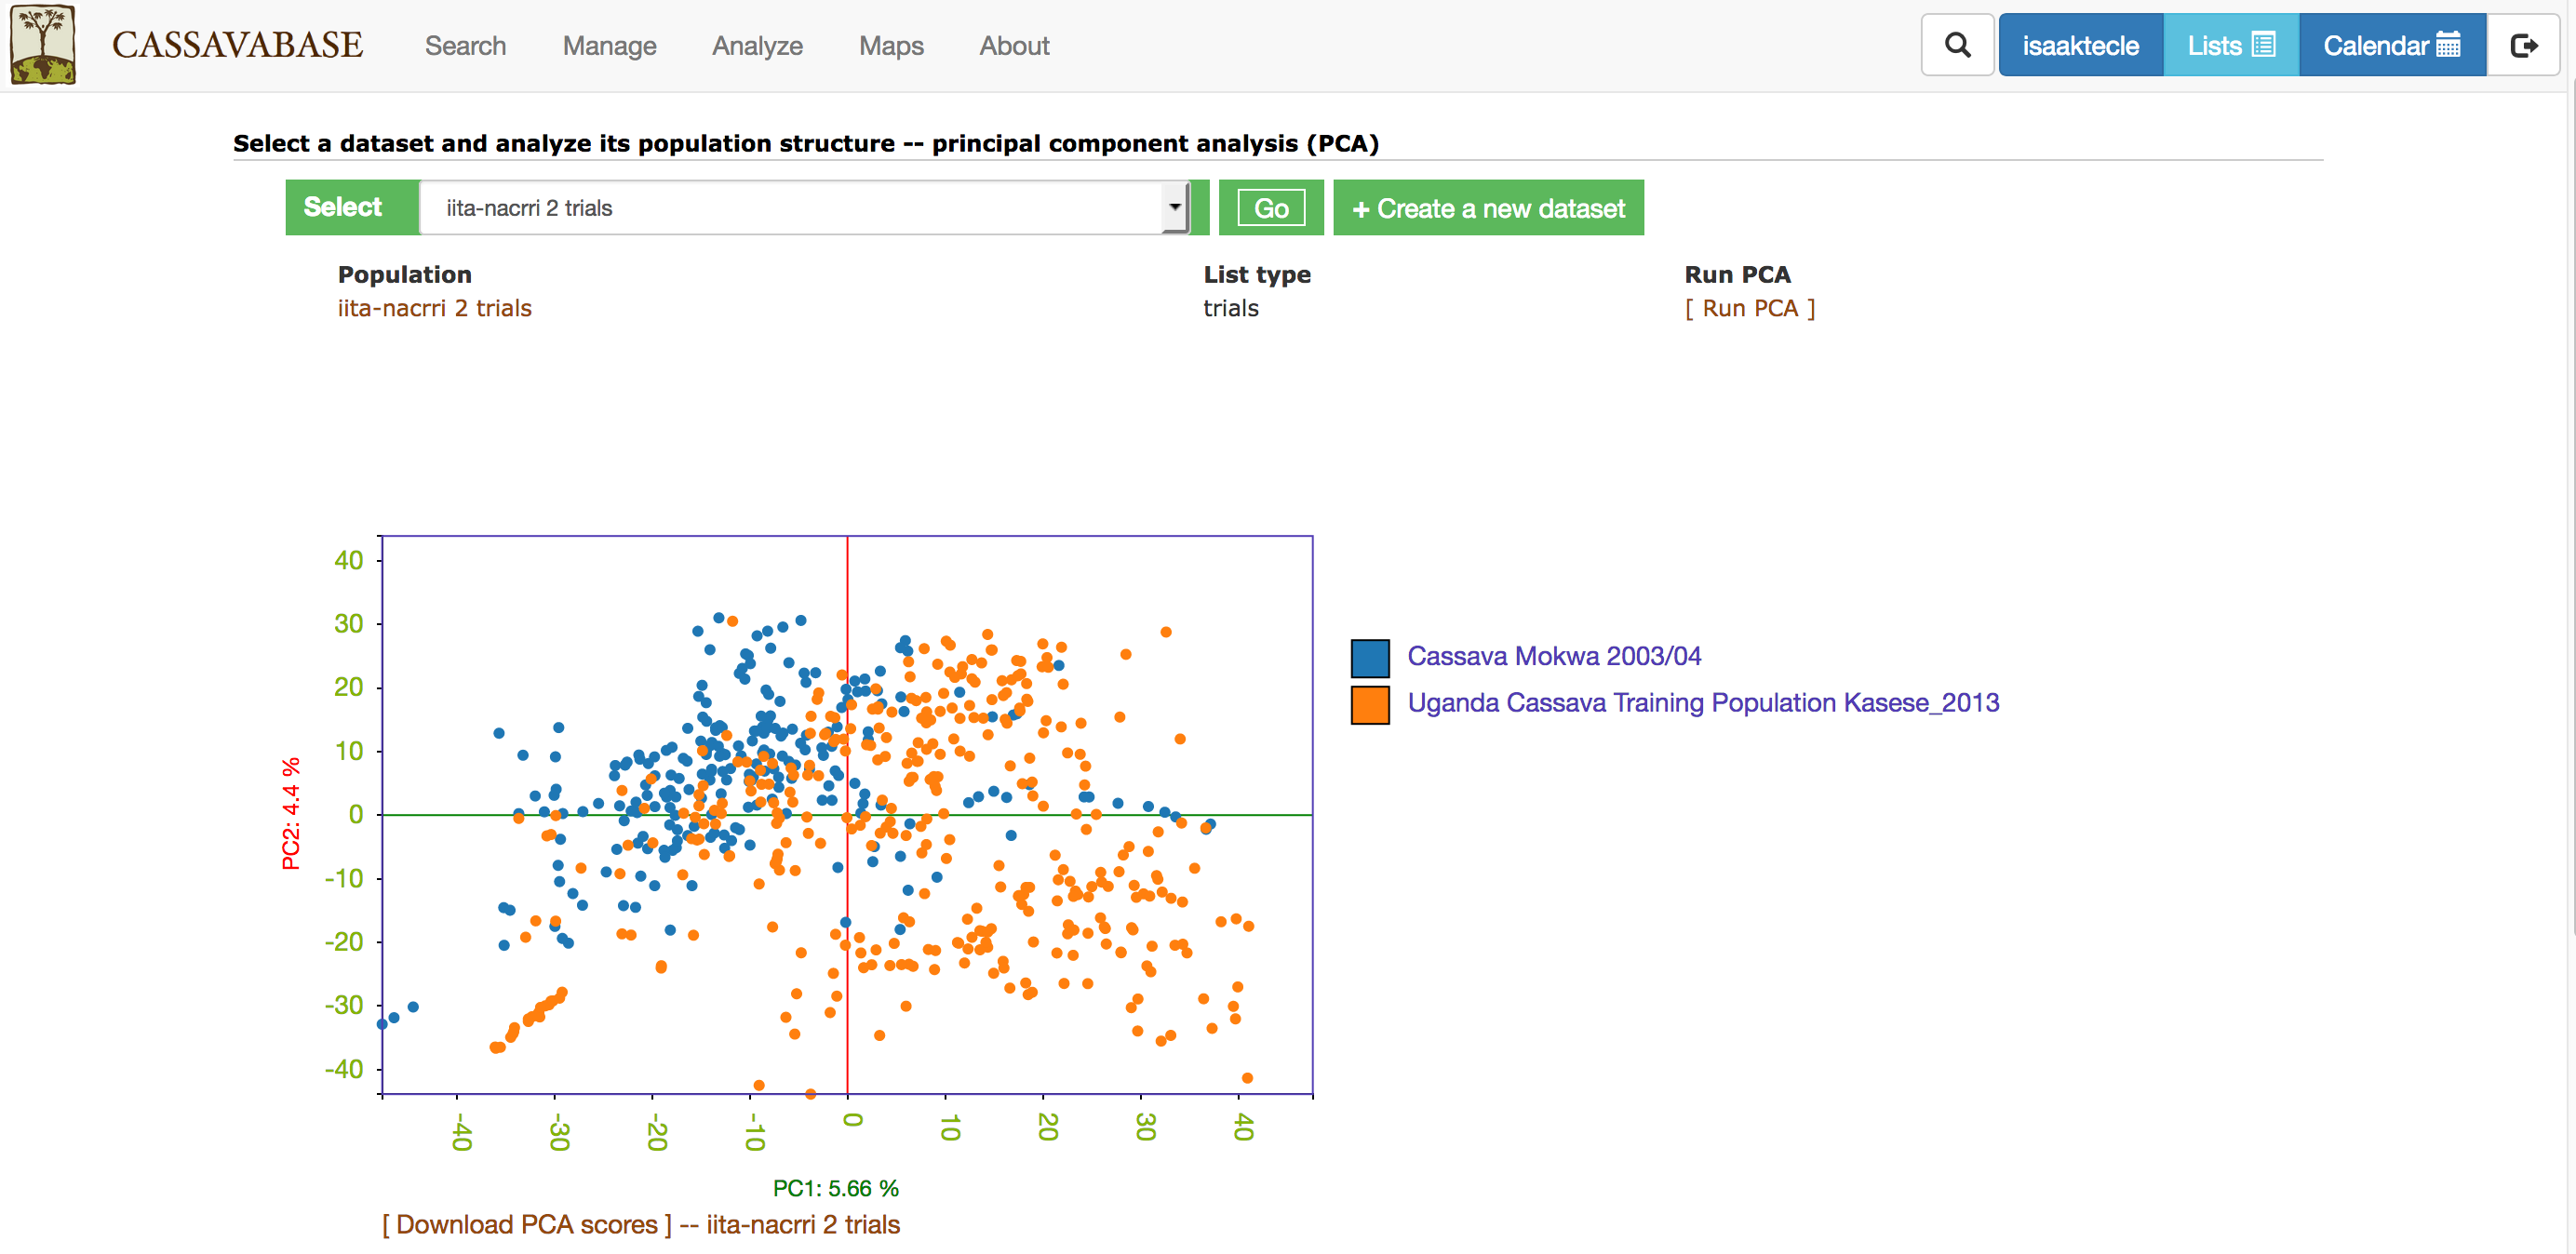 CASSAVABASE Search Manage Analyze Maps About isaaktecle Lists Calendar
Select a dataset and analyze its population structure -- principal component analysis (PCA)
Select iita-nacrri 2 trials Go + Create a new dataset
Population List type Run PCA
iita-nacrri 2 trials trials [ Run PCA ]
40
30
20
10
0
-10
-20
-30
-40
PC2: 4.4 %
Cassava Mokwa 2003/04
Uganda Cassava Training Population Kasese_2013
-40 -30 -20 -10 0 10 20 30 40
PC1: 5.66 %
[ Download PCA scores ] -- iita-nacrri 2 trials